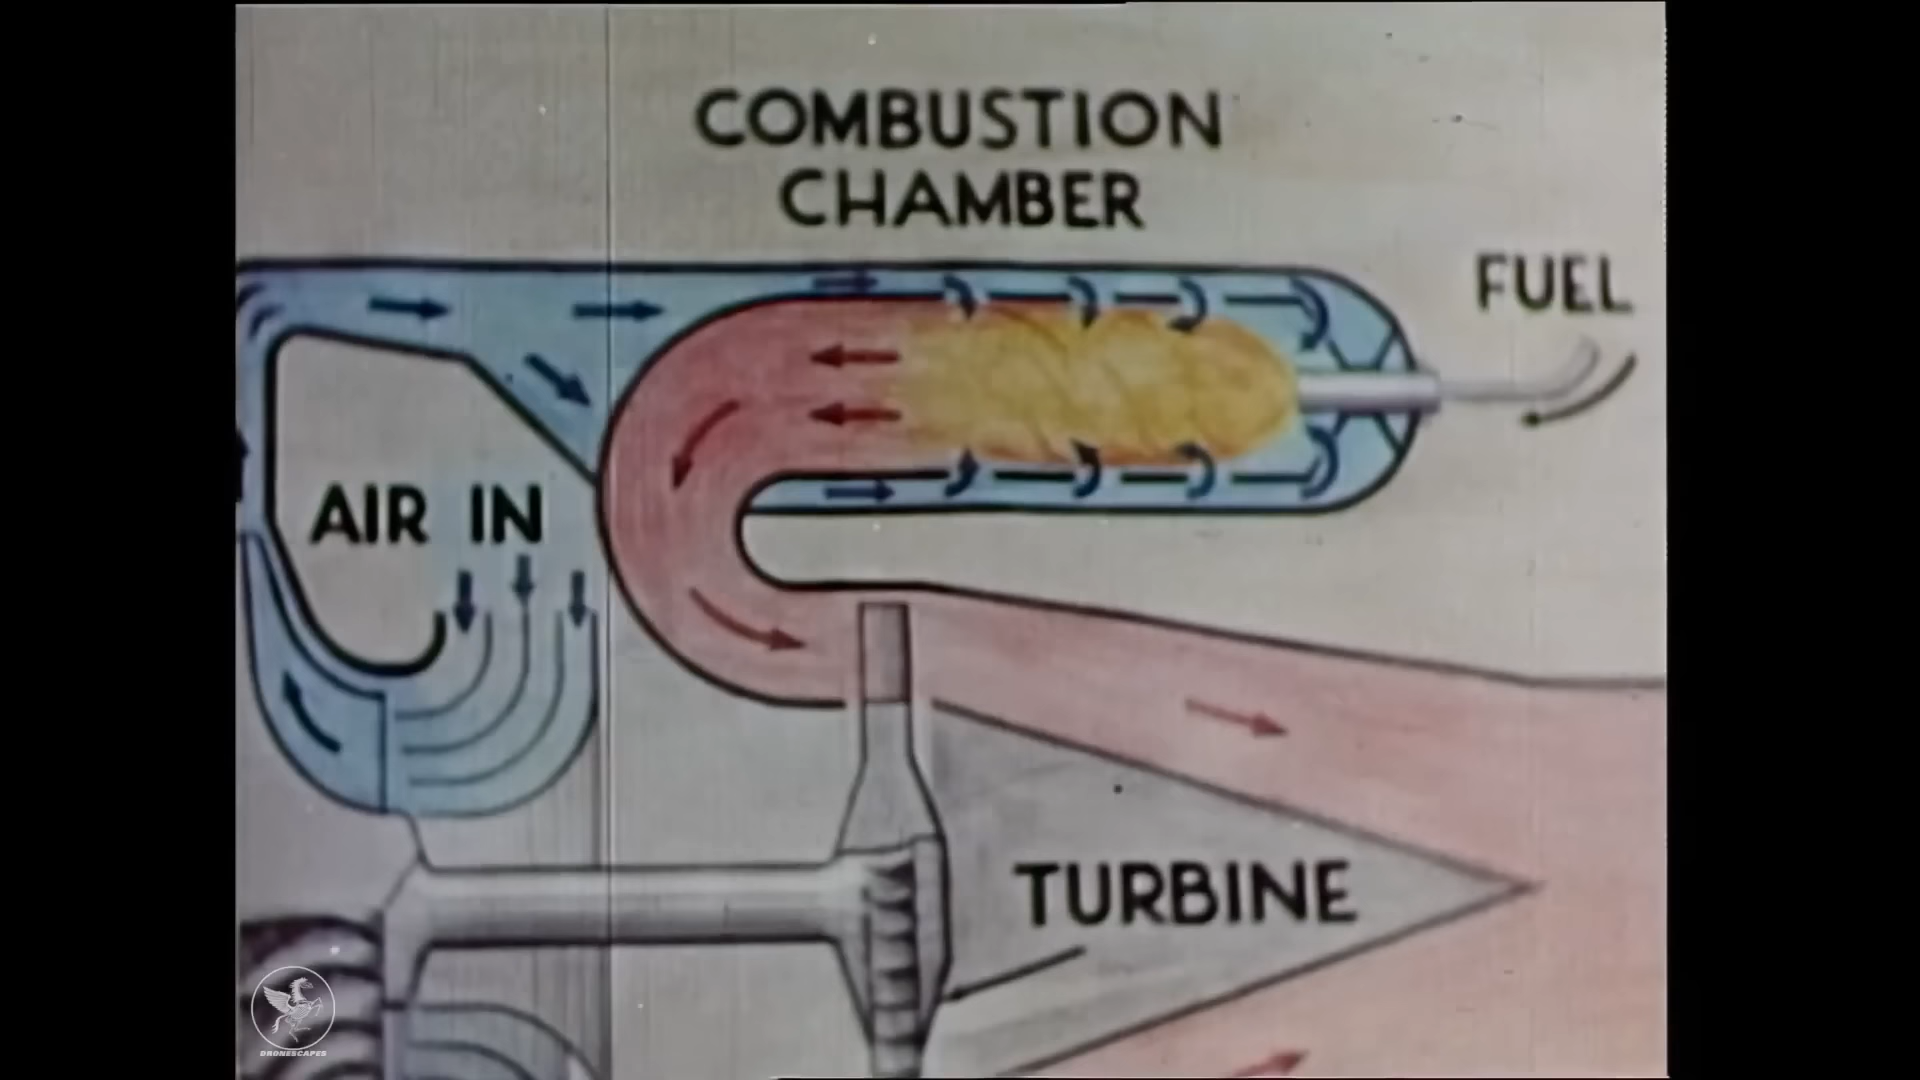 COMBUSTION
CHAMBER
FUEL
AIR IN
TURBINE
DRONESCAPES